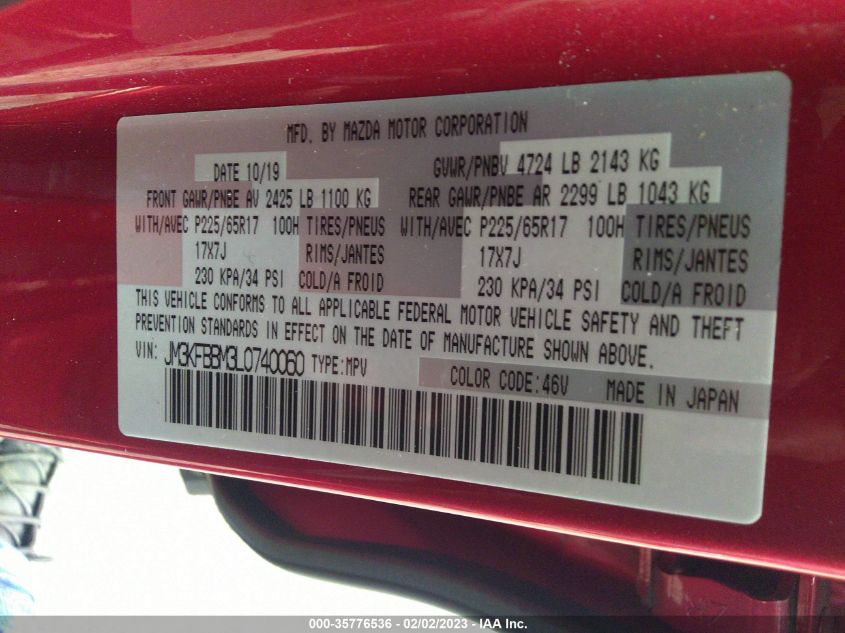 MFD. BY MAZDA MOTOR CORPORATION
DATE 10/19 GVWR/PNBV 4724 LB 2143 KG
FRONT GAWR/PNBE AV 2425 LB 1100 KG REAR GAWR/PNBE AR 2299 LB 1043 KG
WITH/AVEC P225/65R17 100H TIRES/PNEUS WITH/AVEC P225/65R17 100H TIRES/PNEUS
17X7J RIMS/JANTES 17X7J RIMS/JANTES
230 KPA/34 PSI COLD/A FROID 230 KPA/34 PSI COLD/A FROID
THIS VEHICLE CONFORMS TO ALL APPLICABLE FEDERAL MOTOR VEHICLE SAFETY AND THEFT
PREVENTION STANDARDS IN EFFECT ON THE DATE OF MANUFACTURE SHOWN ABOVE.
VIN: JM3KFBBM3L0740060 TYPE:MPV
COLOR CODE:46V MADE IN JAPAN
000-35776536 - 02/02/2023 - IAA Inc.